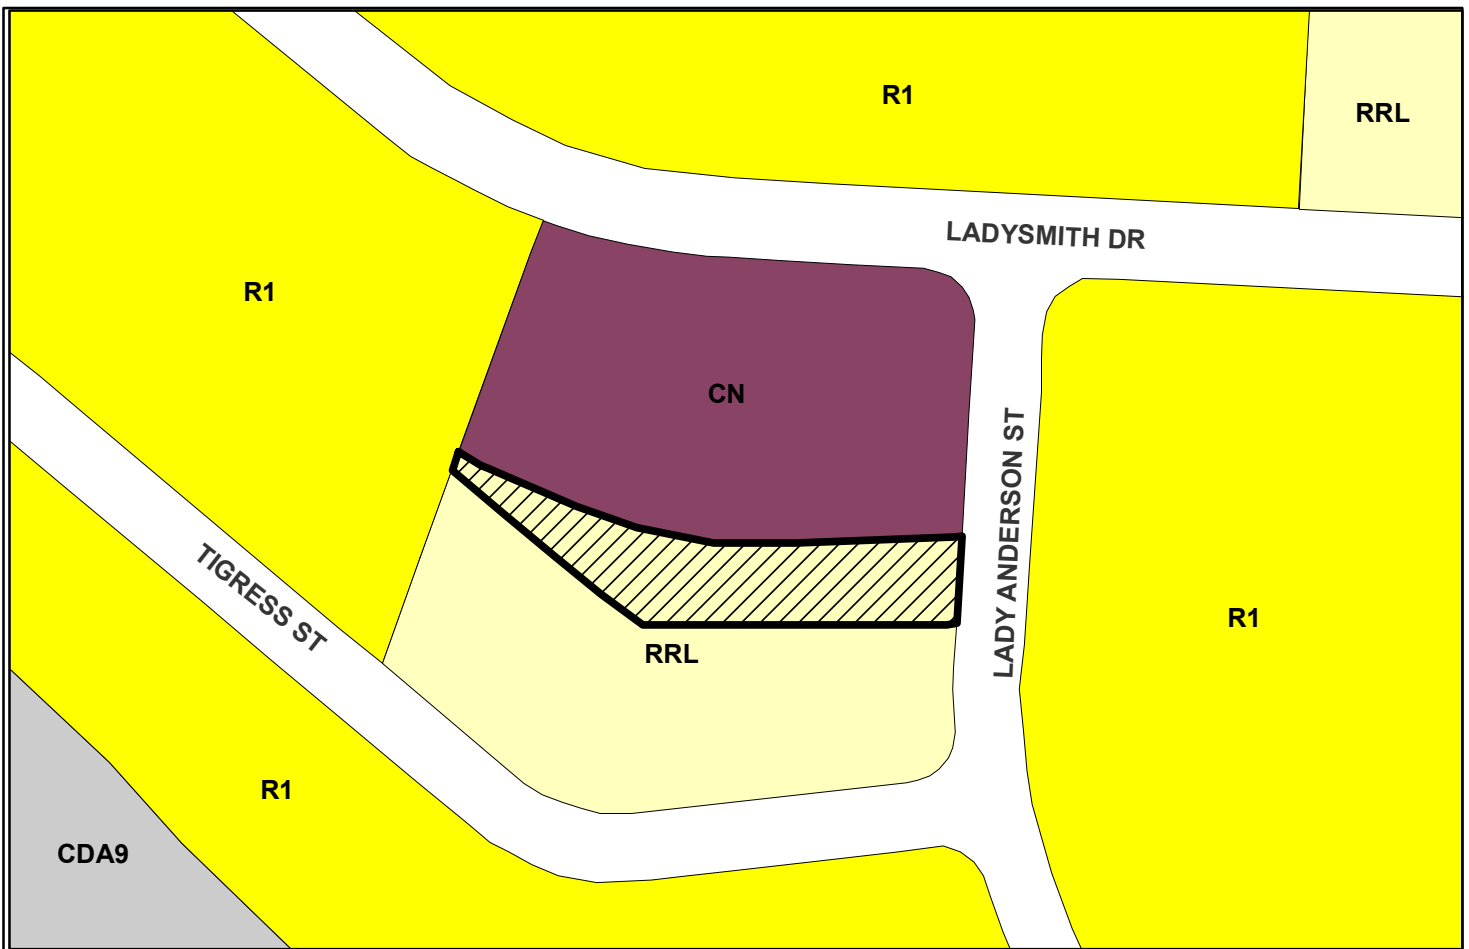 R1
RRL
LADYSMITH DR
R1
CN
LADY ANDERSON ST
TIGRESS ST
R1
RRL
R1
CDA9